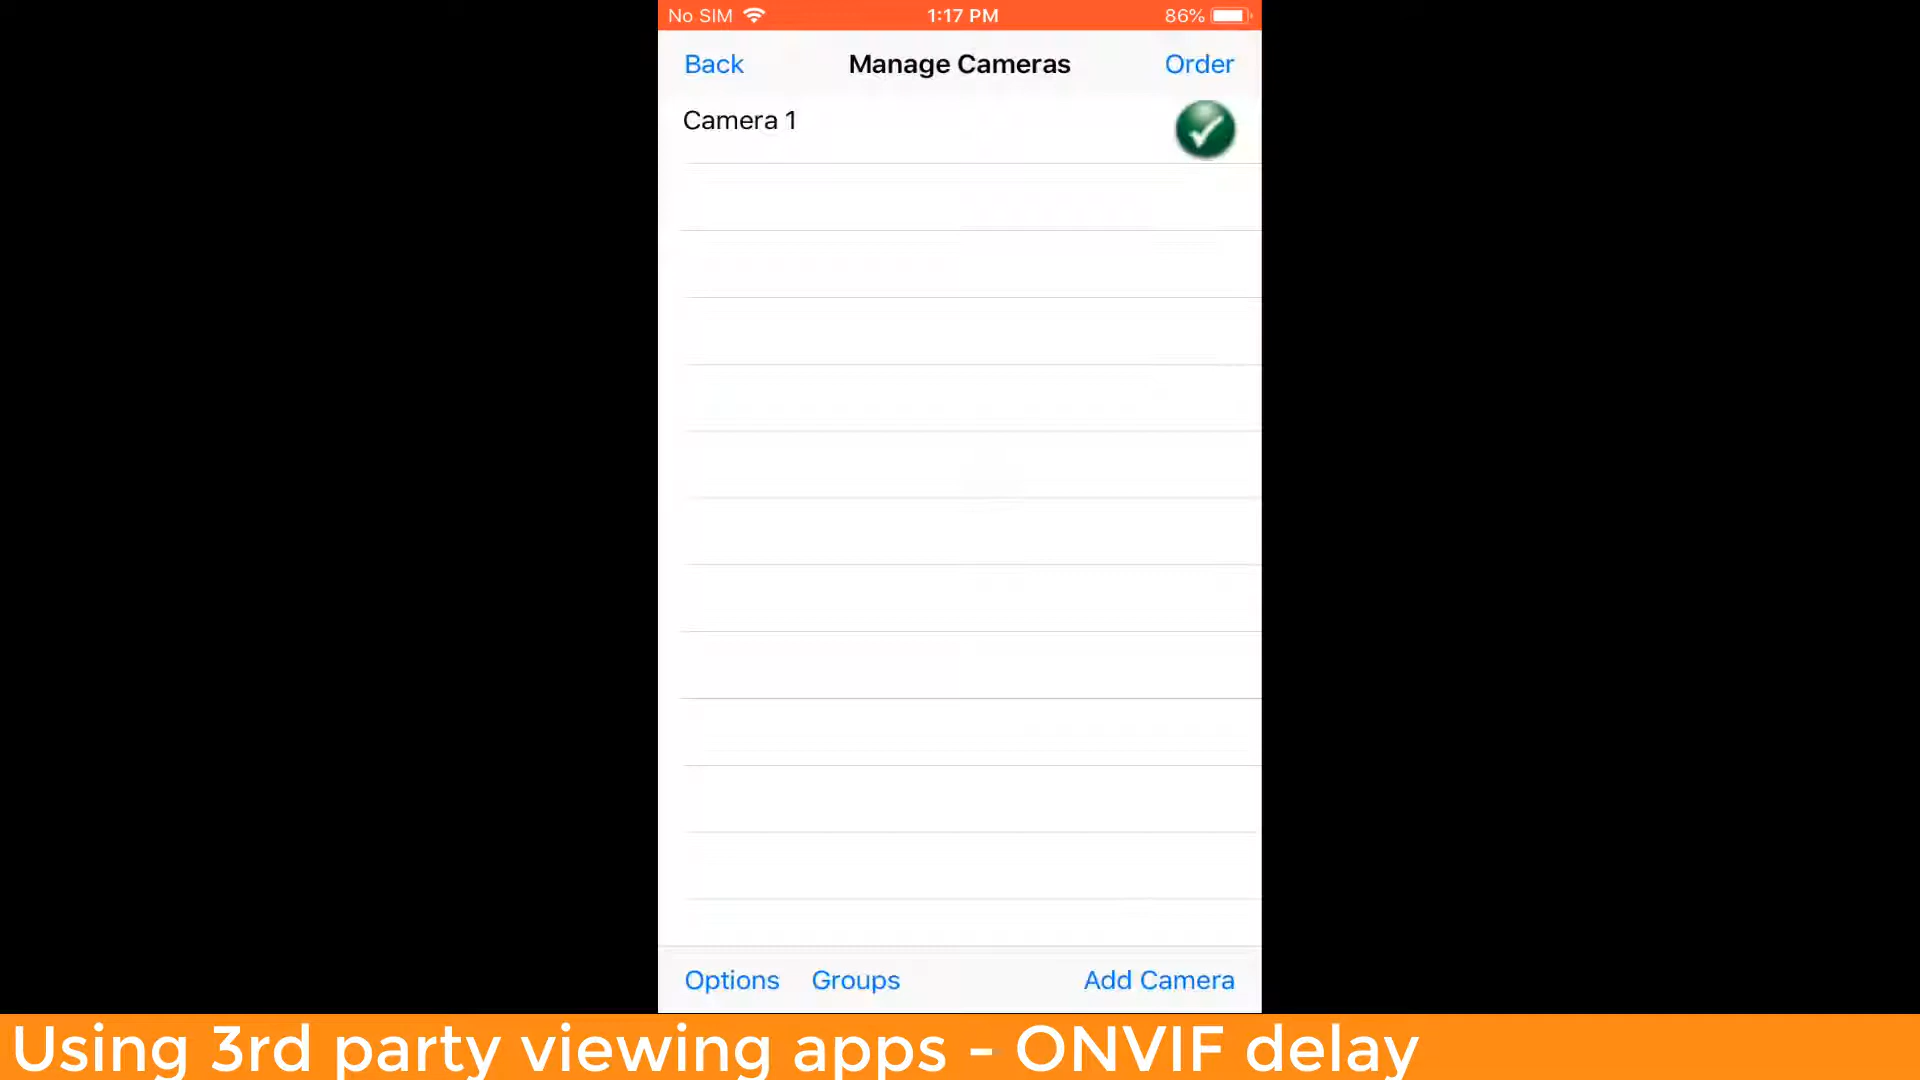 No SIM 1:17 PM 86%
Back Manage Cameras Order
Camera 1
Options Groups Add Camera
Using 3rd party viewing apps - ONVIF delay